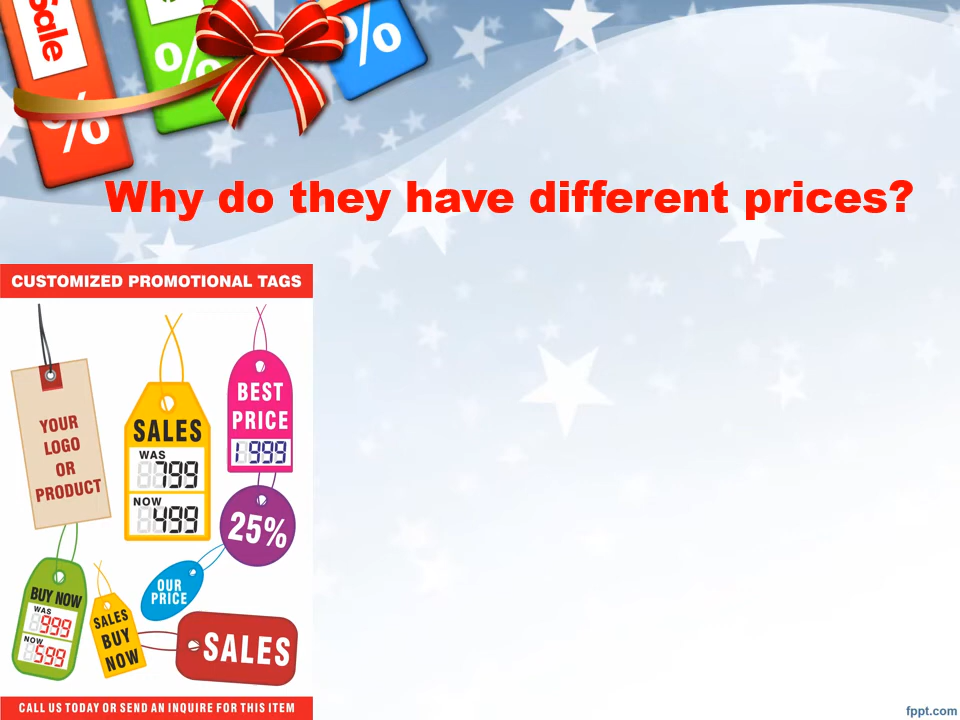 Sale
%
%
%
Why do they have different prices?
CUSTOMIZED PROMOTIONAL TAGS
YOUR
LOGO
OR
PRODUCT
SALES
WAS
799
NOW
499
BEST
PRICE
1999
25%
BUY NOW
WAS
999
NOW
599
SALES
BUY
NOW
OUR
PRICE
SALES
CALL US TODAY OR SEND AN INQUIRE FOR THIS ITEM
fppt.com